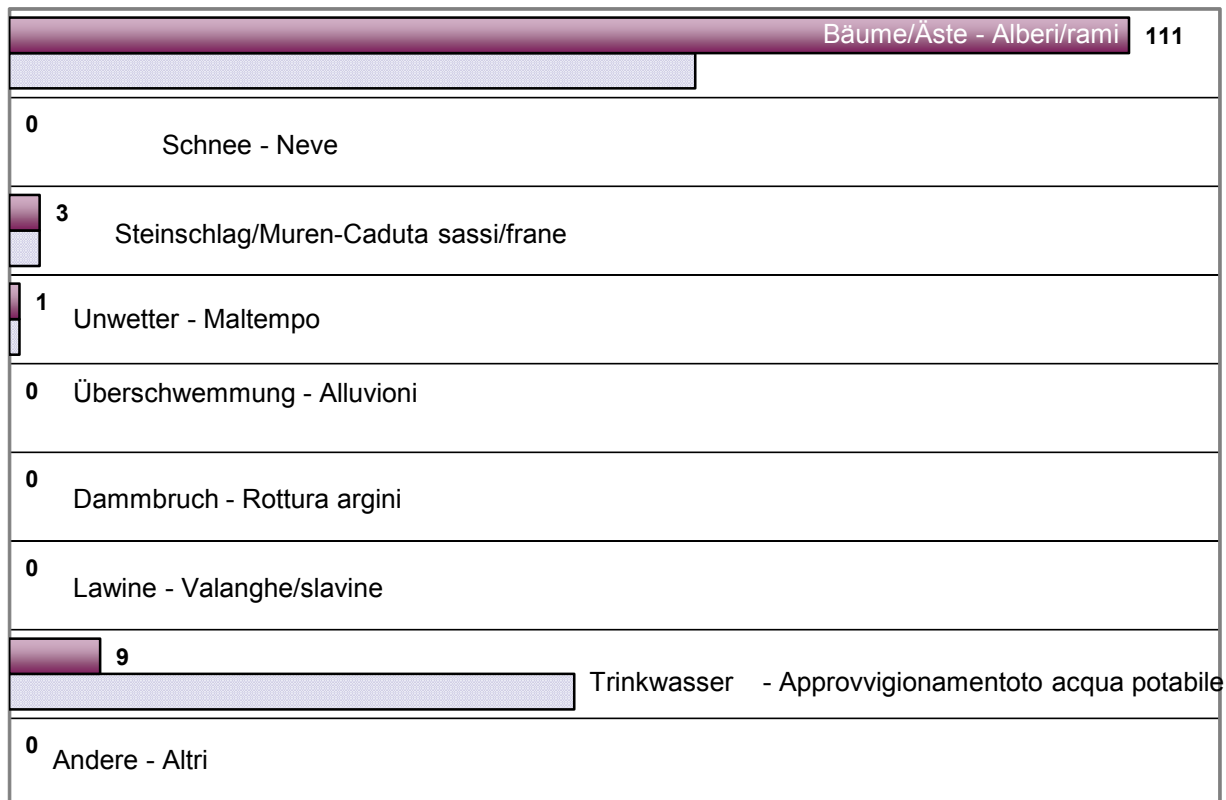 Bäume/Äste - Alberi/rami 111
0
Schnee - Neve
3
Steinschlag/Muren-Caduta sassi/frane
1
Unwetter - Maltempo
0 Überschwemmung - Alluvioni
0
Dammbruch - Rottura argini
0
Lawine - Valanghe/slavine
9
Trinkwasser - Approvvigionamentoto acqua potabile
0
Andere - Altri